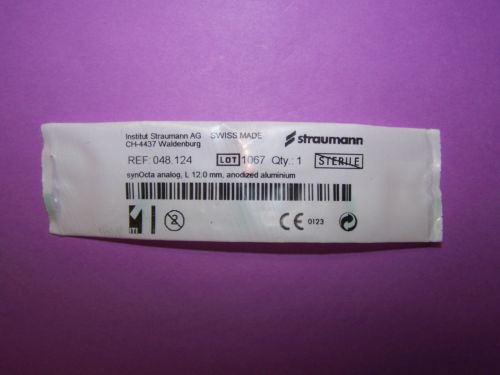 Institut Straumann AG SWISS MADE
CH-4437 Waldenburg
straumann
REF: 048.124 LOT 1067 Qty.: 1 STERILE
synOcta analog, L 12.0 mm, anodized aluminium
2
CE 0123